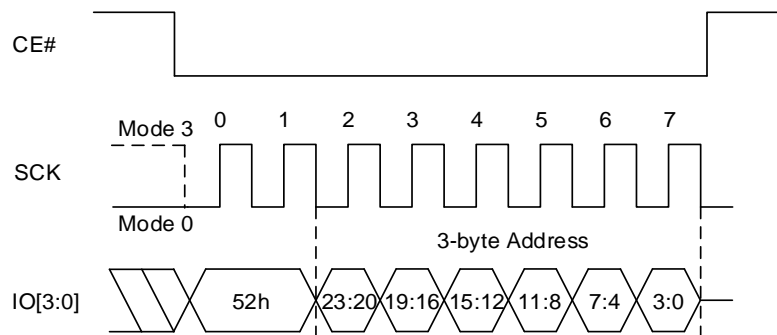 CE#
Mode 3 0 1 2 3 4 5 6 7
SCK
Mode 0
3-byte Address
IO[3:0] 52h 23:20 19:16 15:12 11:8 7:4 3:0